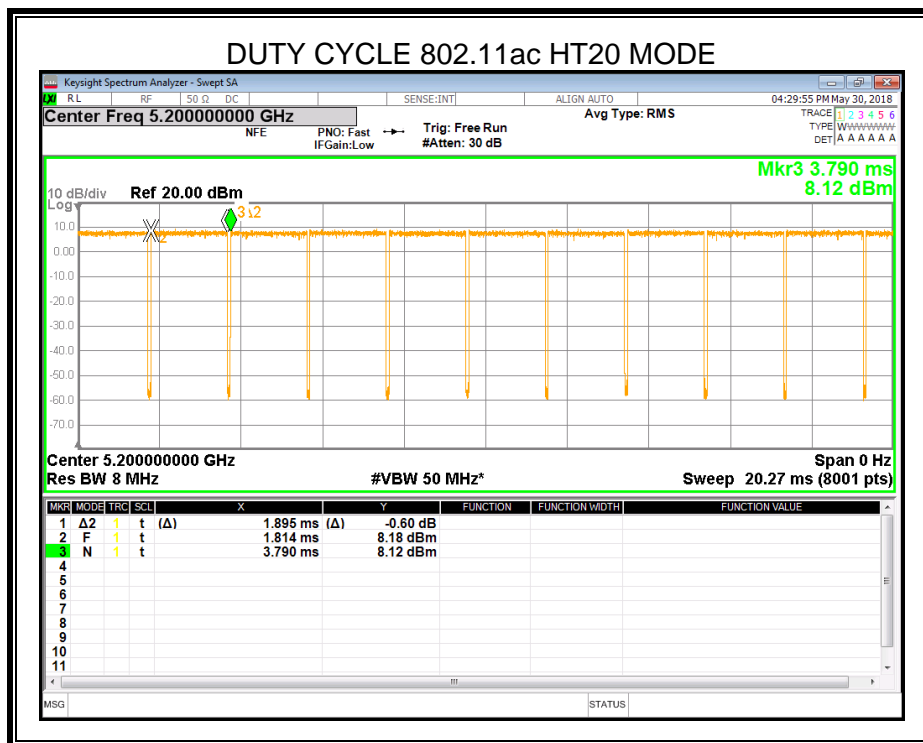 DUTY CYCLE 802.11ac HT20 MODE
Keysight Spectrum Analyzer - Swept SA
LXI RL RF 50 Ω DC SENSE:INT ALIGN AUTO 04:29:55 PM May 30, 2018
Center Freq 5.200000000 GHz Avg Type: RMS TRACE 1 2 3 4 5 6
NFE PNO: Fast Trig: Free Run TYPE WWWWWW
IFGain:Low #Atten: 30 dB DET A A A A A A
Mkr3 3.790 ms
10 dB/div Ref 20.00 dBm 8.12 dBm
Log
3 Δ2
10.0
2
0.00
-10.0
-20.0
-30.0
-40.0
-50.0
-60.0
-70.0
Center 5.200000000 GHz Span 0 Hz
Res BW 8 MHz #VBW 50 MHz* Sweep 20.27 ms (8001 pts)
MKR MODE TRC SCL X Y FUNCTION FUNCTION WIDTH FUNCTION VALUE
1 Δ2 1 t (Δ) 1.895 ms (Δ) -0.60 dB
2 F 1 t 1.814 ms 8.18 dBm
3 N 1 t 3.790 ms 8.12 dBm
4
5
6
7
8
9
10
11
MSG STATUS